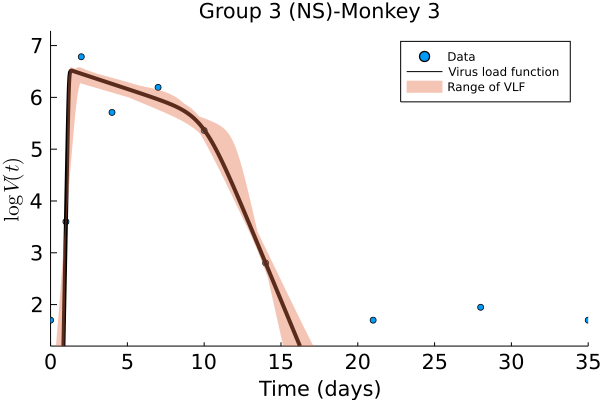 Group 3 (NS)-Monkey 3
7
6
5
4
3
2
log V(t)
Data
Virus load function
Range of VLF
0 5 10 15 20 25 30 35
Time (days)